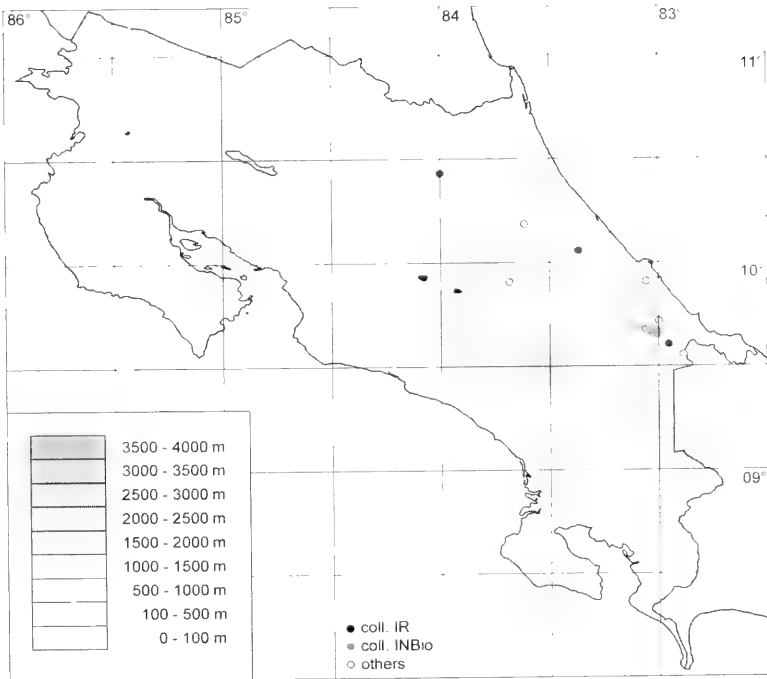 86° 85° 84 83°
11°
10°
09°
3500 - 4000 m
3000 - 3500 m
2500 - 3000 m
2000 - 2500 m
1500 - 2000 m
1000 - 1500 m
500 - 1000 m
100 - 500 m
0 - 100 m
coll. IR
coll. INBIO
others